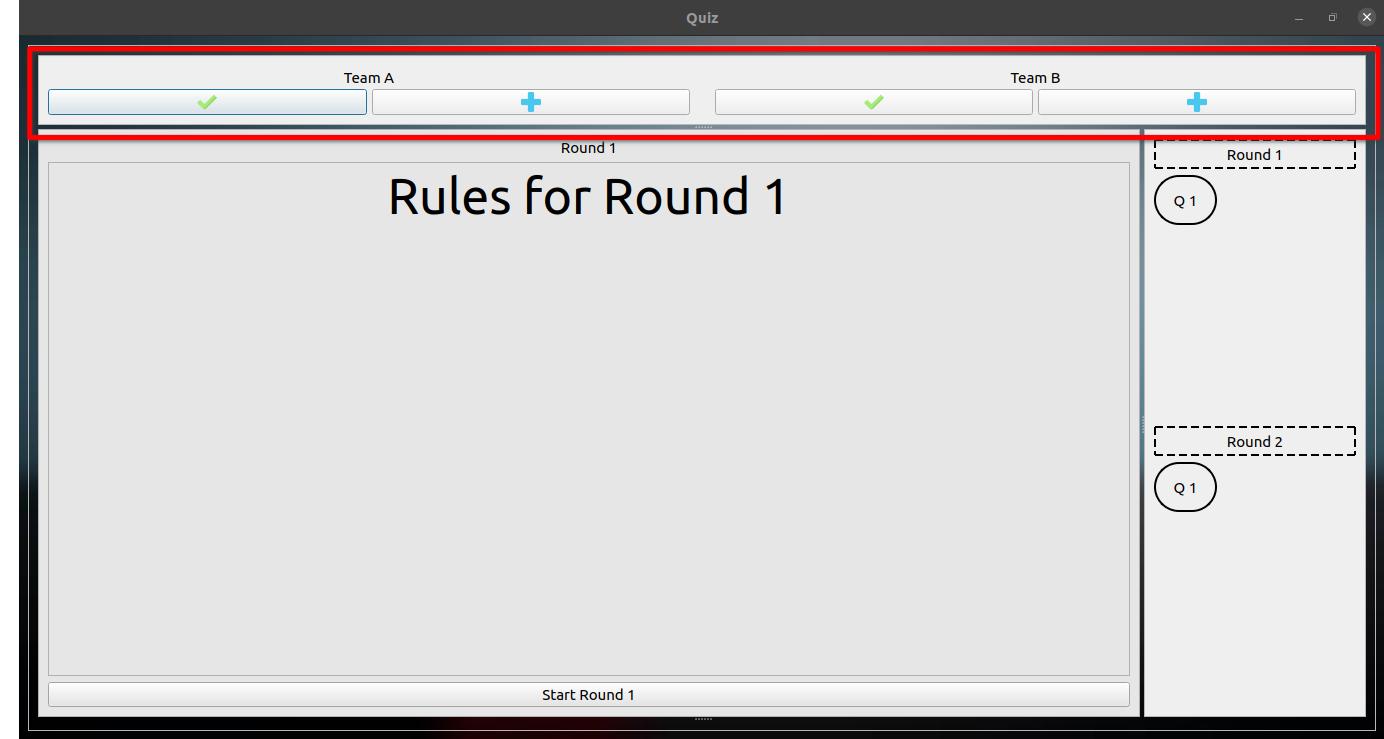 Quiz
Team A
Team B
Round 1
Rules for Round 1
Start Round 1
Round 1
Q 1
Round 2
Q 1